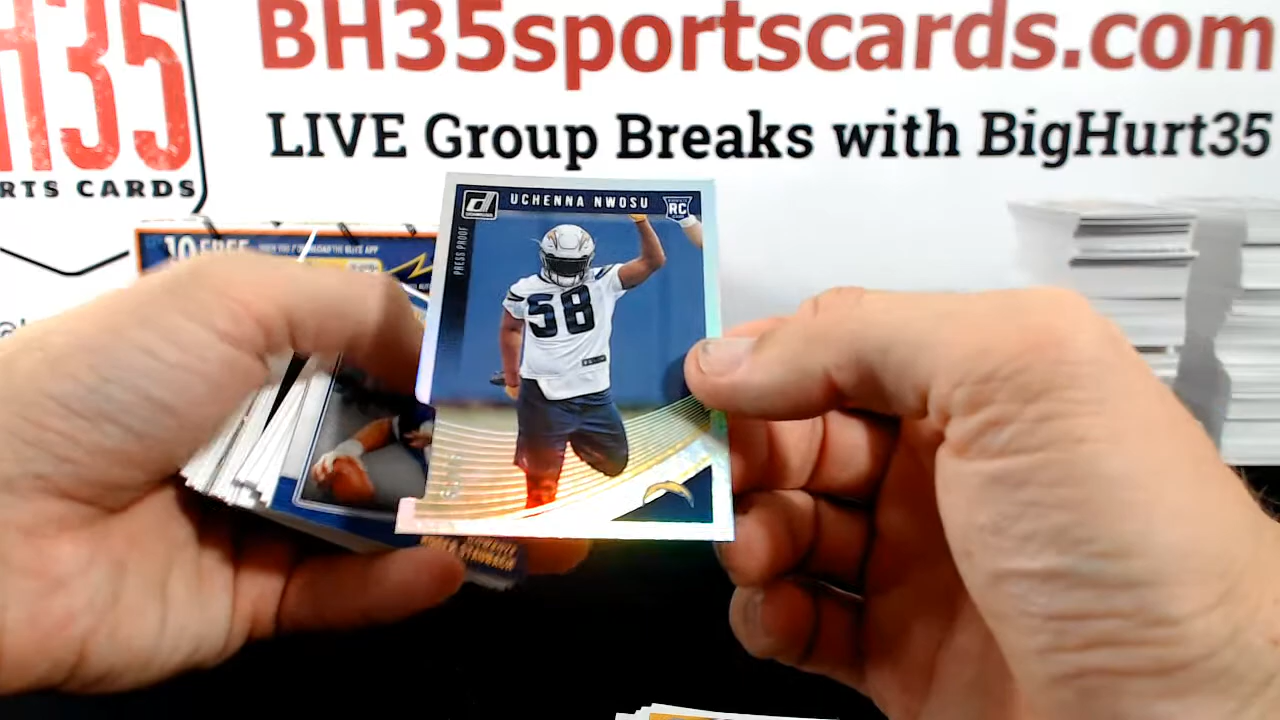 BH35sportscards.com
LIVE Group Breaks with BigHurt35
H35
RTS CARDS
10 FREE
UCHENNA NWOSU
RC
PRESS PROOF
58